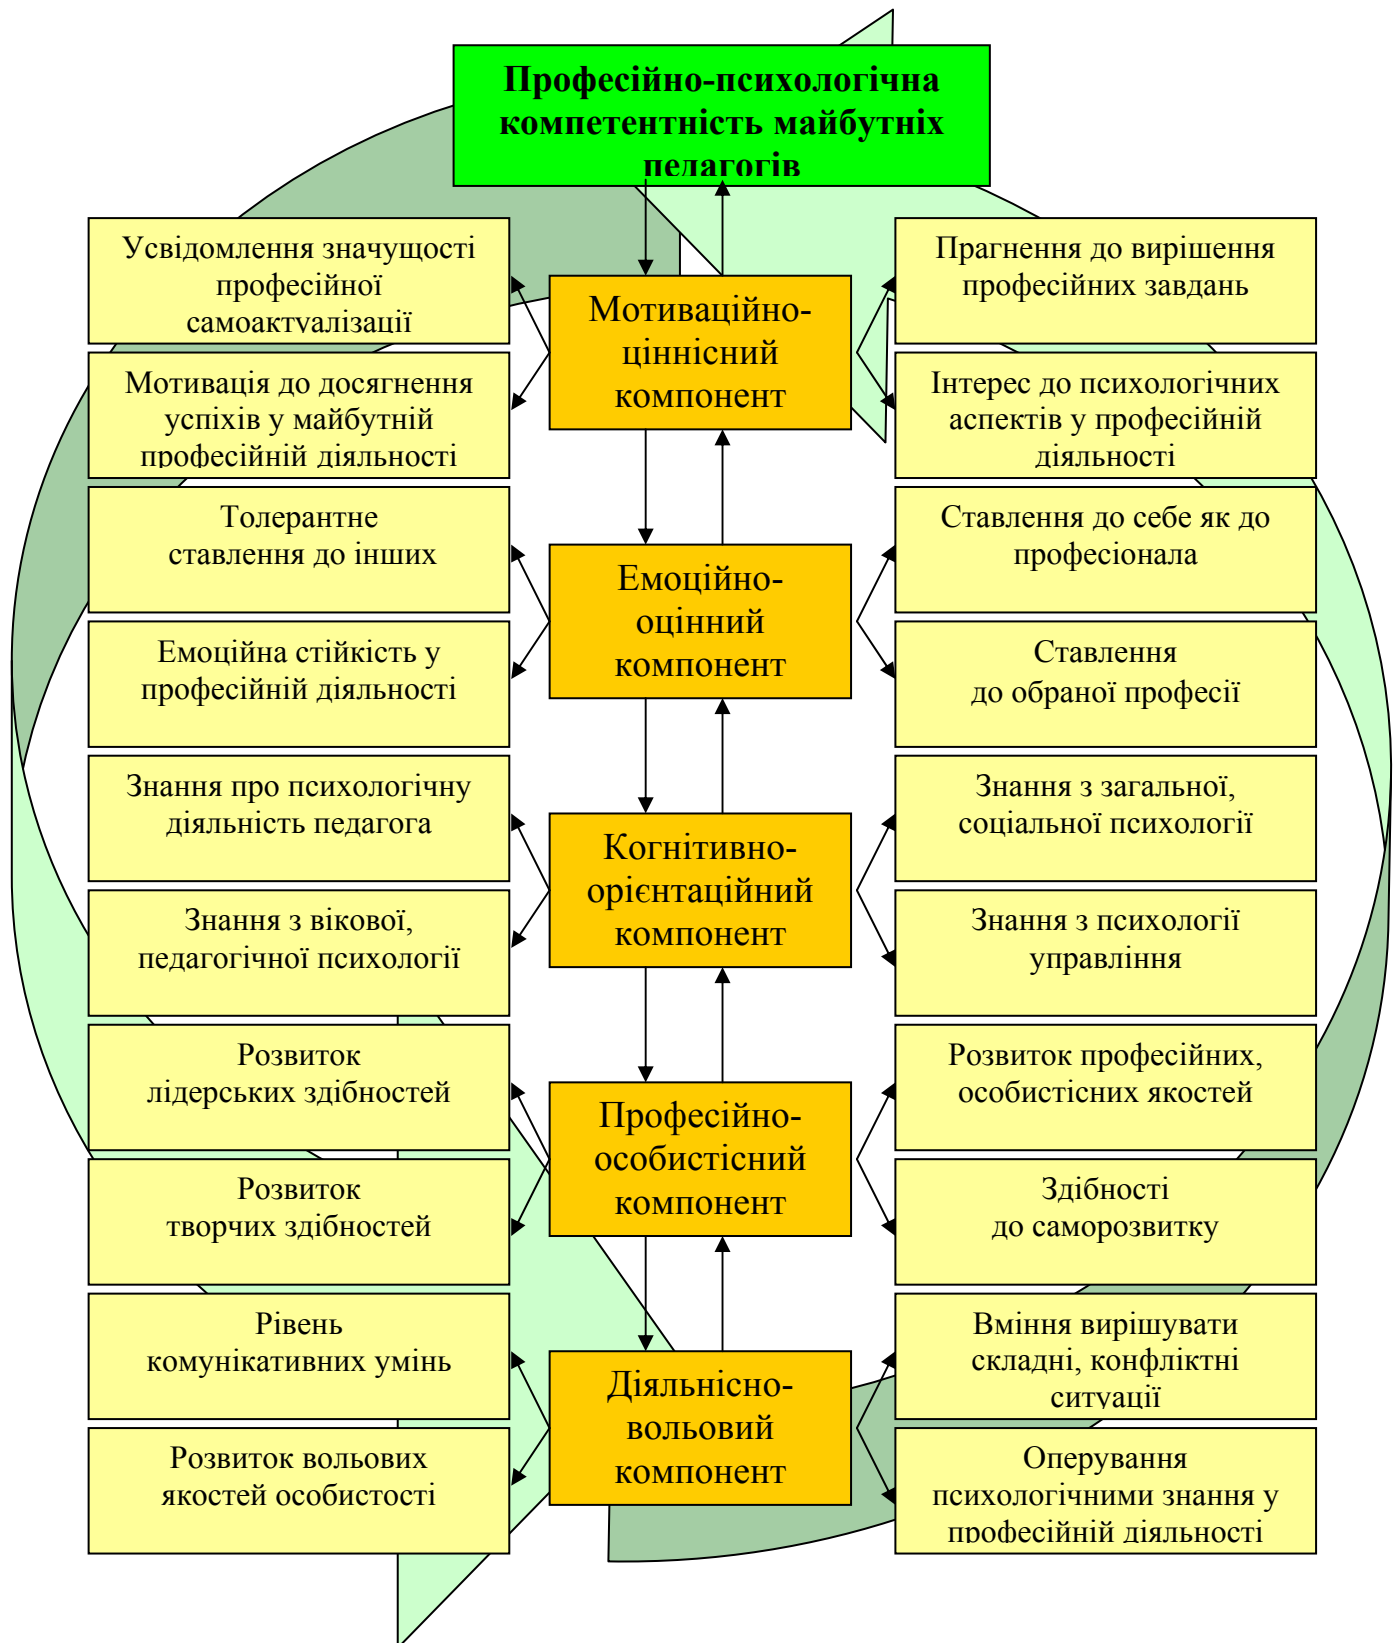 Професійно-психологічна
компетентність майбутніх
педагогів
Усвідомлення значущості
професійної
самоактуалізації
Мотивація до досягнення
успіхів у майбутній
професійній діяльності
Мотиваційно-
ціннісний
компонент
Прагнення до вирішення
професійних завдань
Інтерес до психологічних
аспектів у професійній
діяльності
Толерантне
ставлення до інших
Емоційна стійкість у
професійній діяльності
Емоційно-
оцінний
компонент
Ставлення до себе як до
професіонала
Ставлення
до обраної професії
Знання про психологічну
діяльність педагога
Знання з вікової,
педагогічної психології
Когнітивно-
орієнтаційний
компонент
Знання з загальної,
соціальної психології
Знання з психології
управління
Розвиток
лідерських здібностей
Розвиток
творчих здібностей
Професійно-
особистісний
компонент
Розвиток професійних,
особистісних якостей
Здібності
до саморозвитку
Рівень
комунікативних умінь
Розвиток вольових
якостей особистості
Діяльнісно-
вольовий
компонент
Вміння вирішувати
складні, конфліктні
ситуації
Оперування
психологічними знання у
професійній діяльності